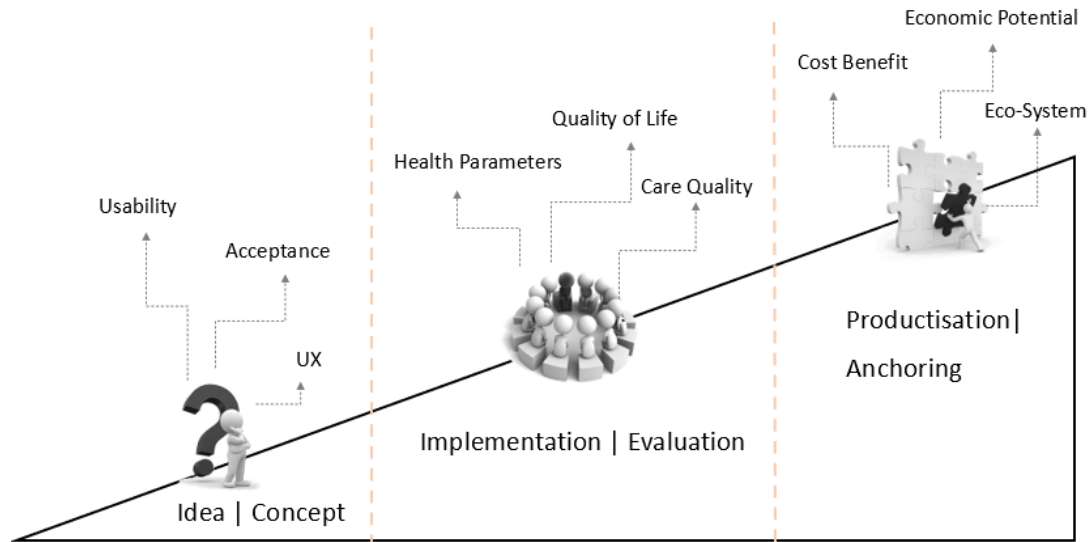 Usability
Acceptance
UX
Idea | Concept
Health Parameters
Quality of Life
Care Quality
Implementation | Evaluation
Cost Benefit
Economic Potential
Eco-System
Productisation|
Anchoring